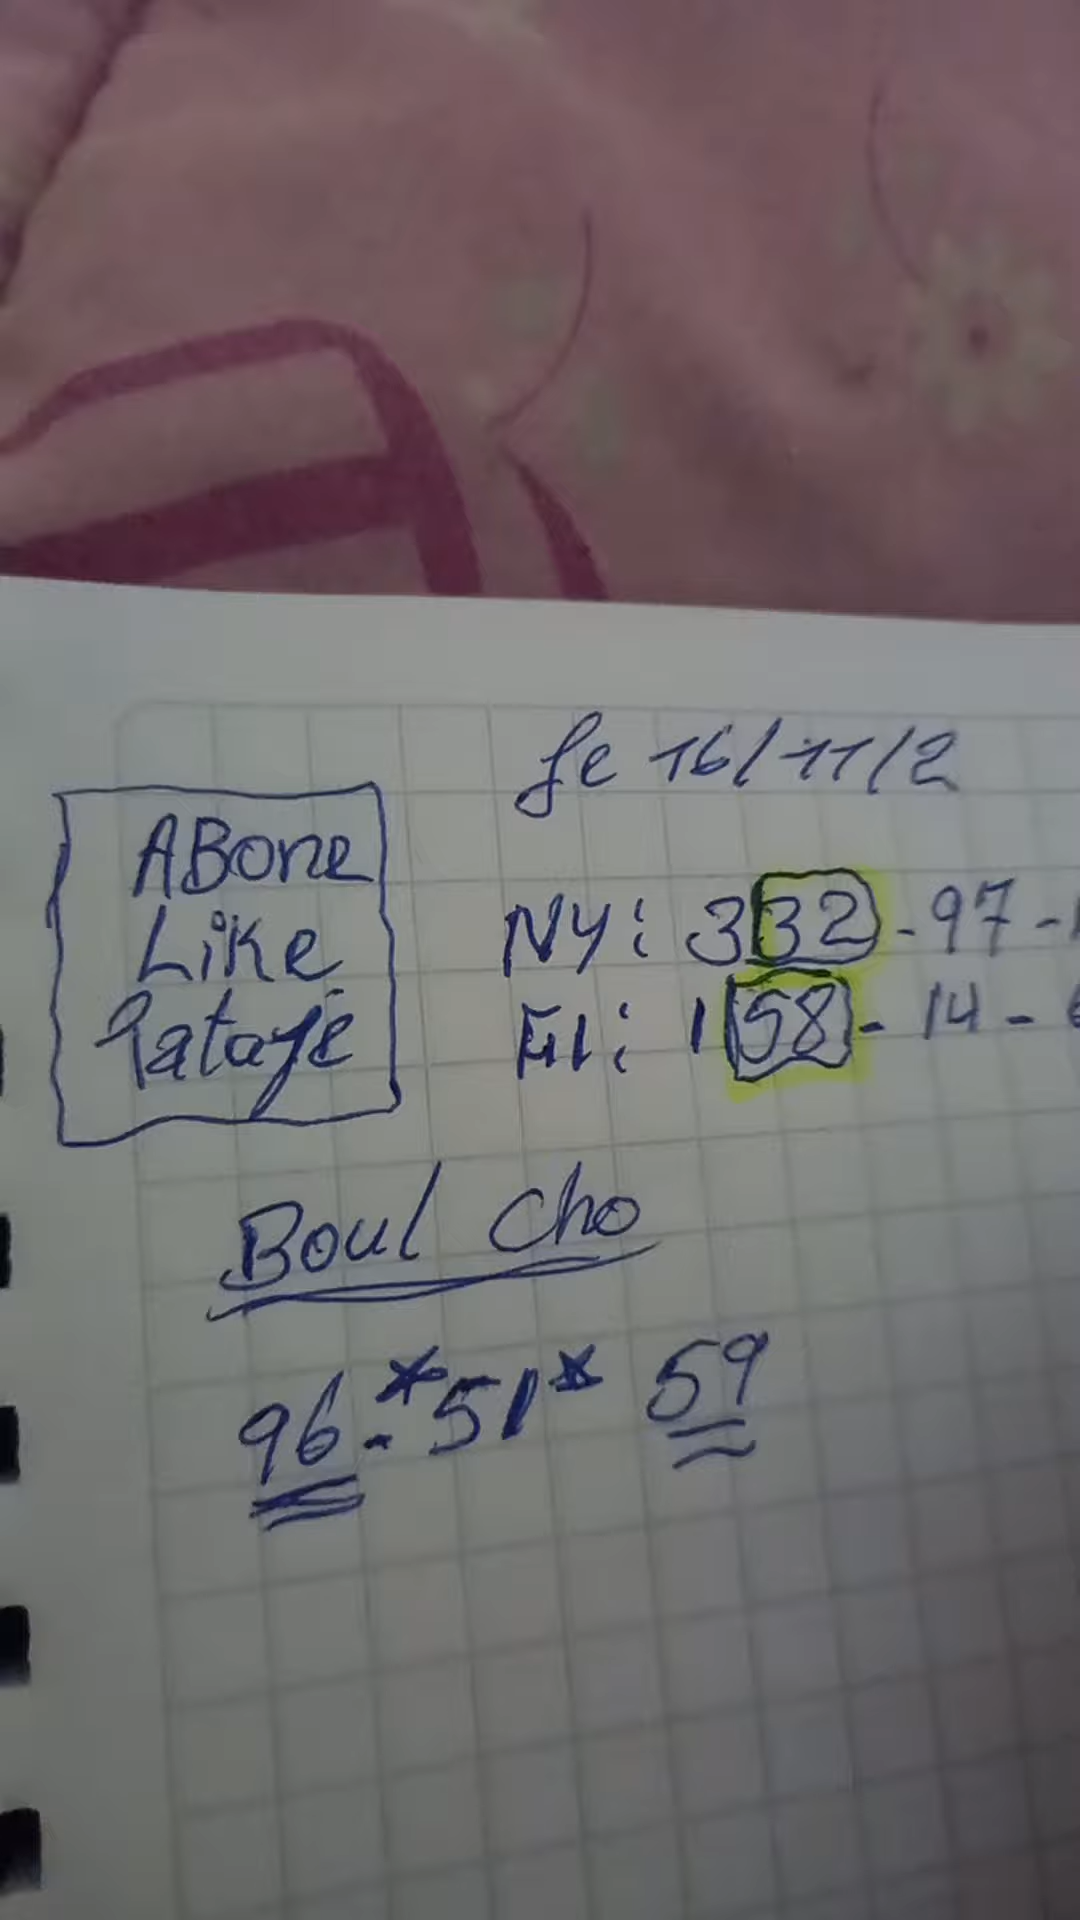 Le 16/11/2
ABone
Like
Pataje
NY: 332-97-
Fl: 158-14-
Boul Cho
96.*51* 59